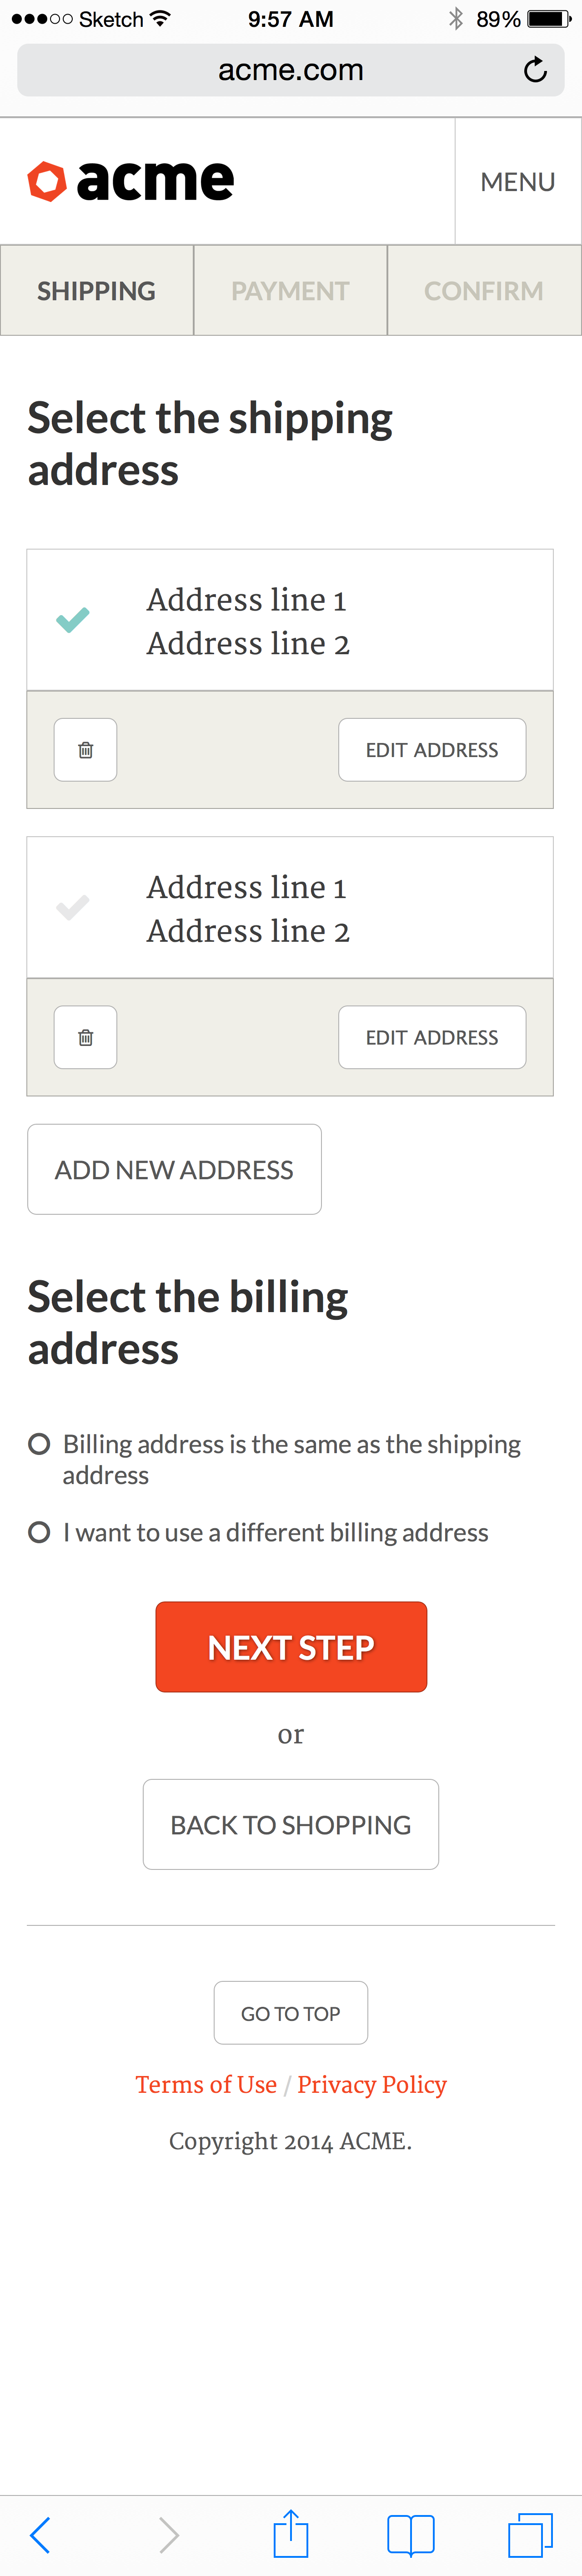 Sketch 9:57 AM 89%
acme.com
acme MENU
SHIPPING PAYMENT CONFIRM
Select the shipping
address
Address line 1
Address line 2
EDIT ADDRESS
Address line 1
Address line 2
EDIT ADDRESS
ADD NEW ADDRESS
Select the billing
address
Billing address is the same as the shipping
address
I want to use a different billing address
NEXT STEP
or
BACK TO SHOPPING
GO TO TOP
Terms of Use / Privacy Policy
Copyright 2014 ACME.